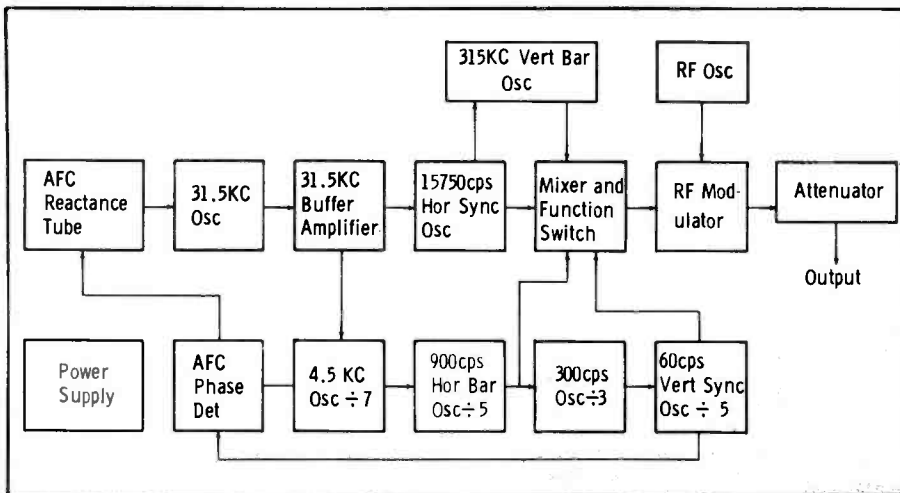 315KC Vert Bar
Osc
RF Osc
AFC
Reactance
Tube
31.5KC
Osc
31.5KC
Buffer
Amplifier
15750cps
Hor Sync
Osc
Mixer and
Function
Switch
RF Mod-
ulator
Attenuator
Output
Power
Supply
AFC
Phase
Det
4.5 KC
Osc ÷ 7
900cps
Hor Bar
Osc ÷ 5
300cps
Osc ÷ 3
60cps
Vert Sync
Osc ÷ 5